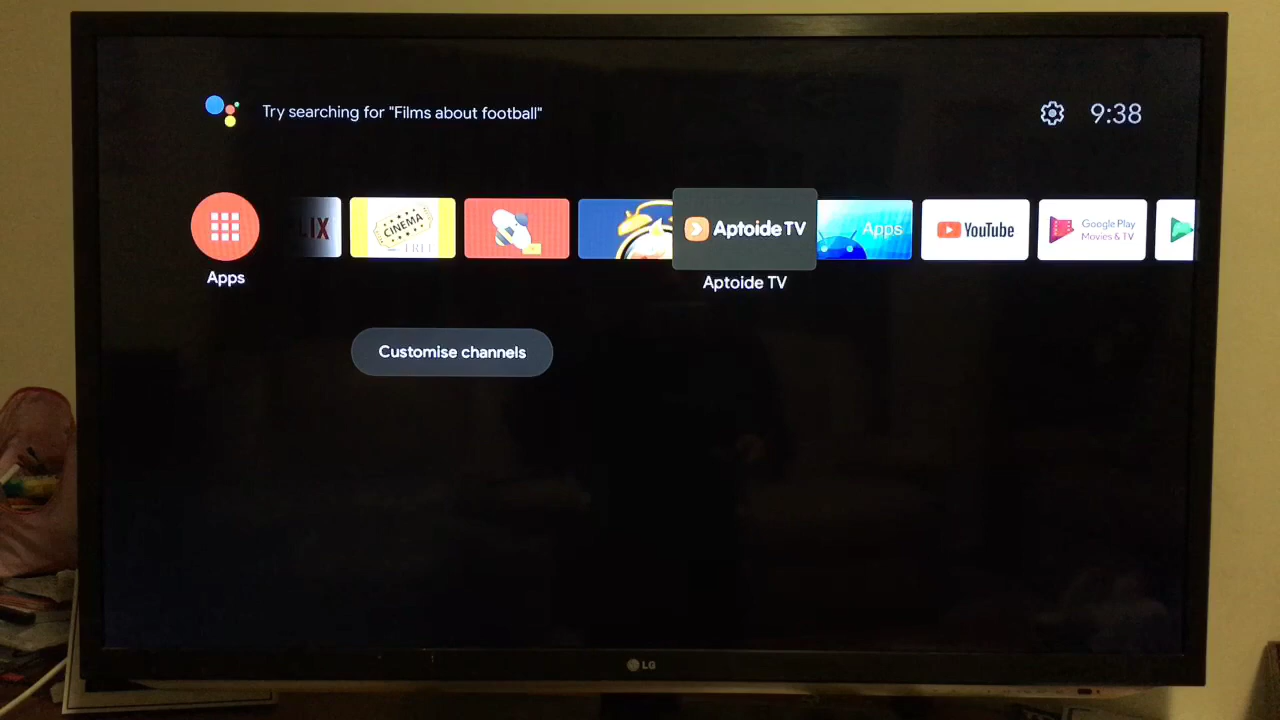 Try searching for "Films about football"
9:38
LIX
CINEMA
FREE
Aptoide TV
Apps
YouTube
Google Play
Movies & TV
Apps
Aptoide TV
Customise channels
LG